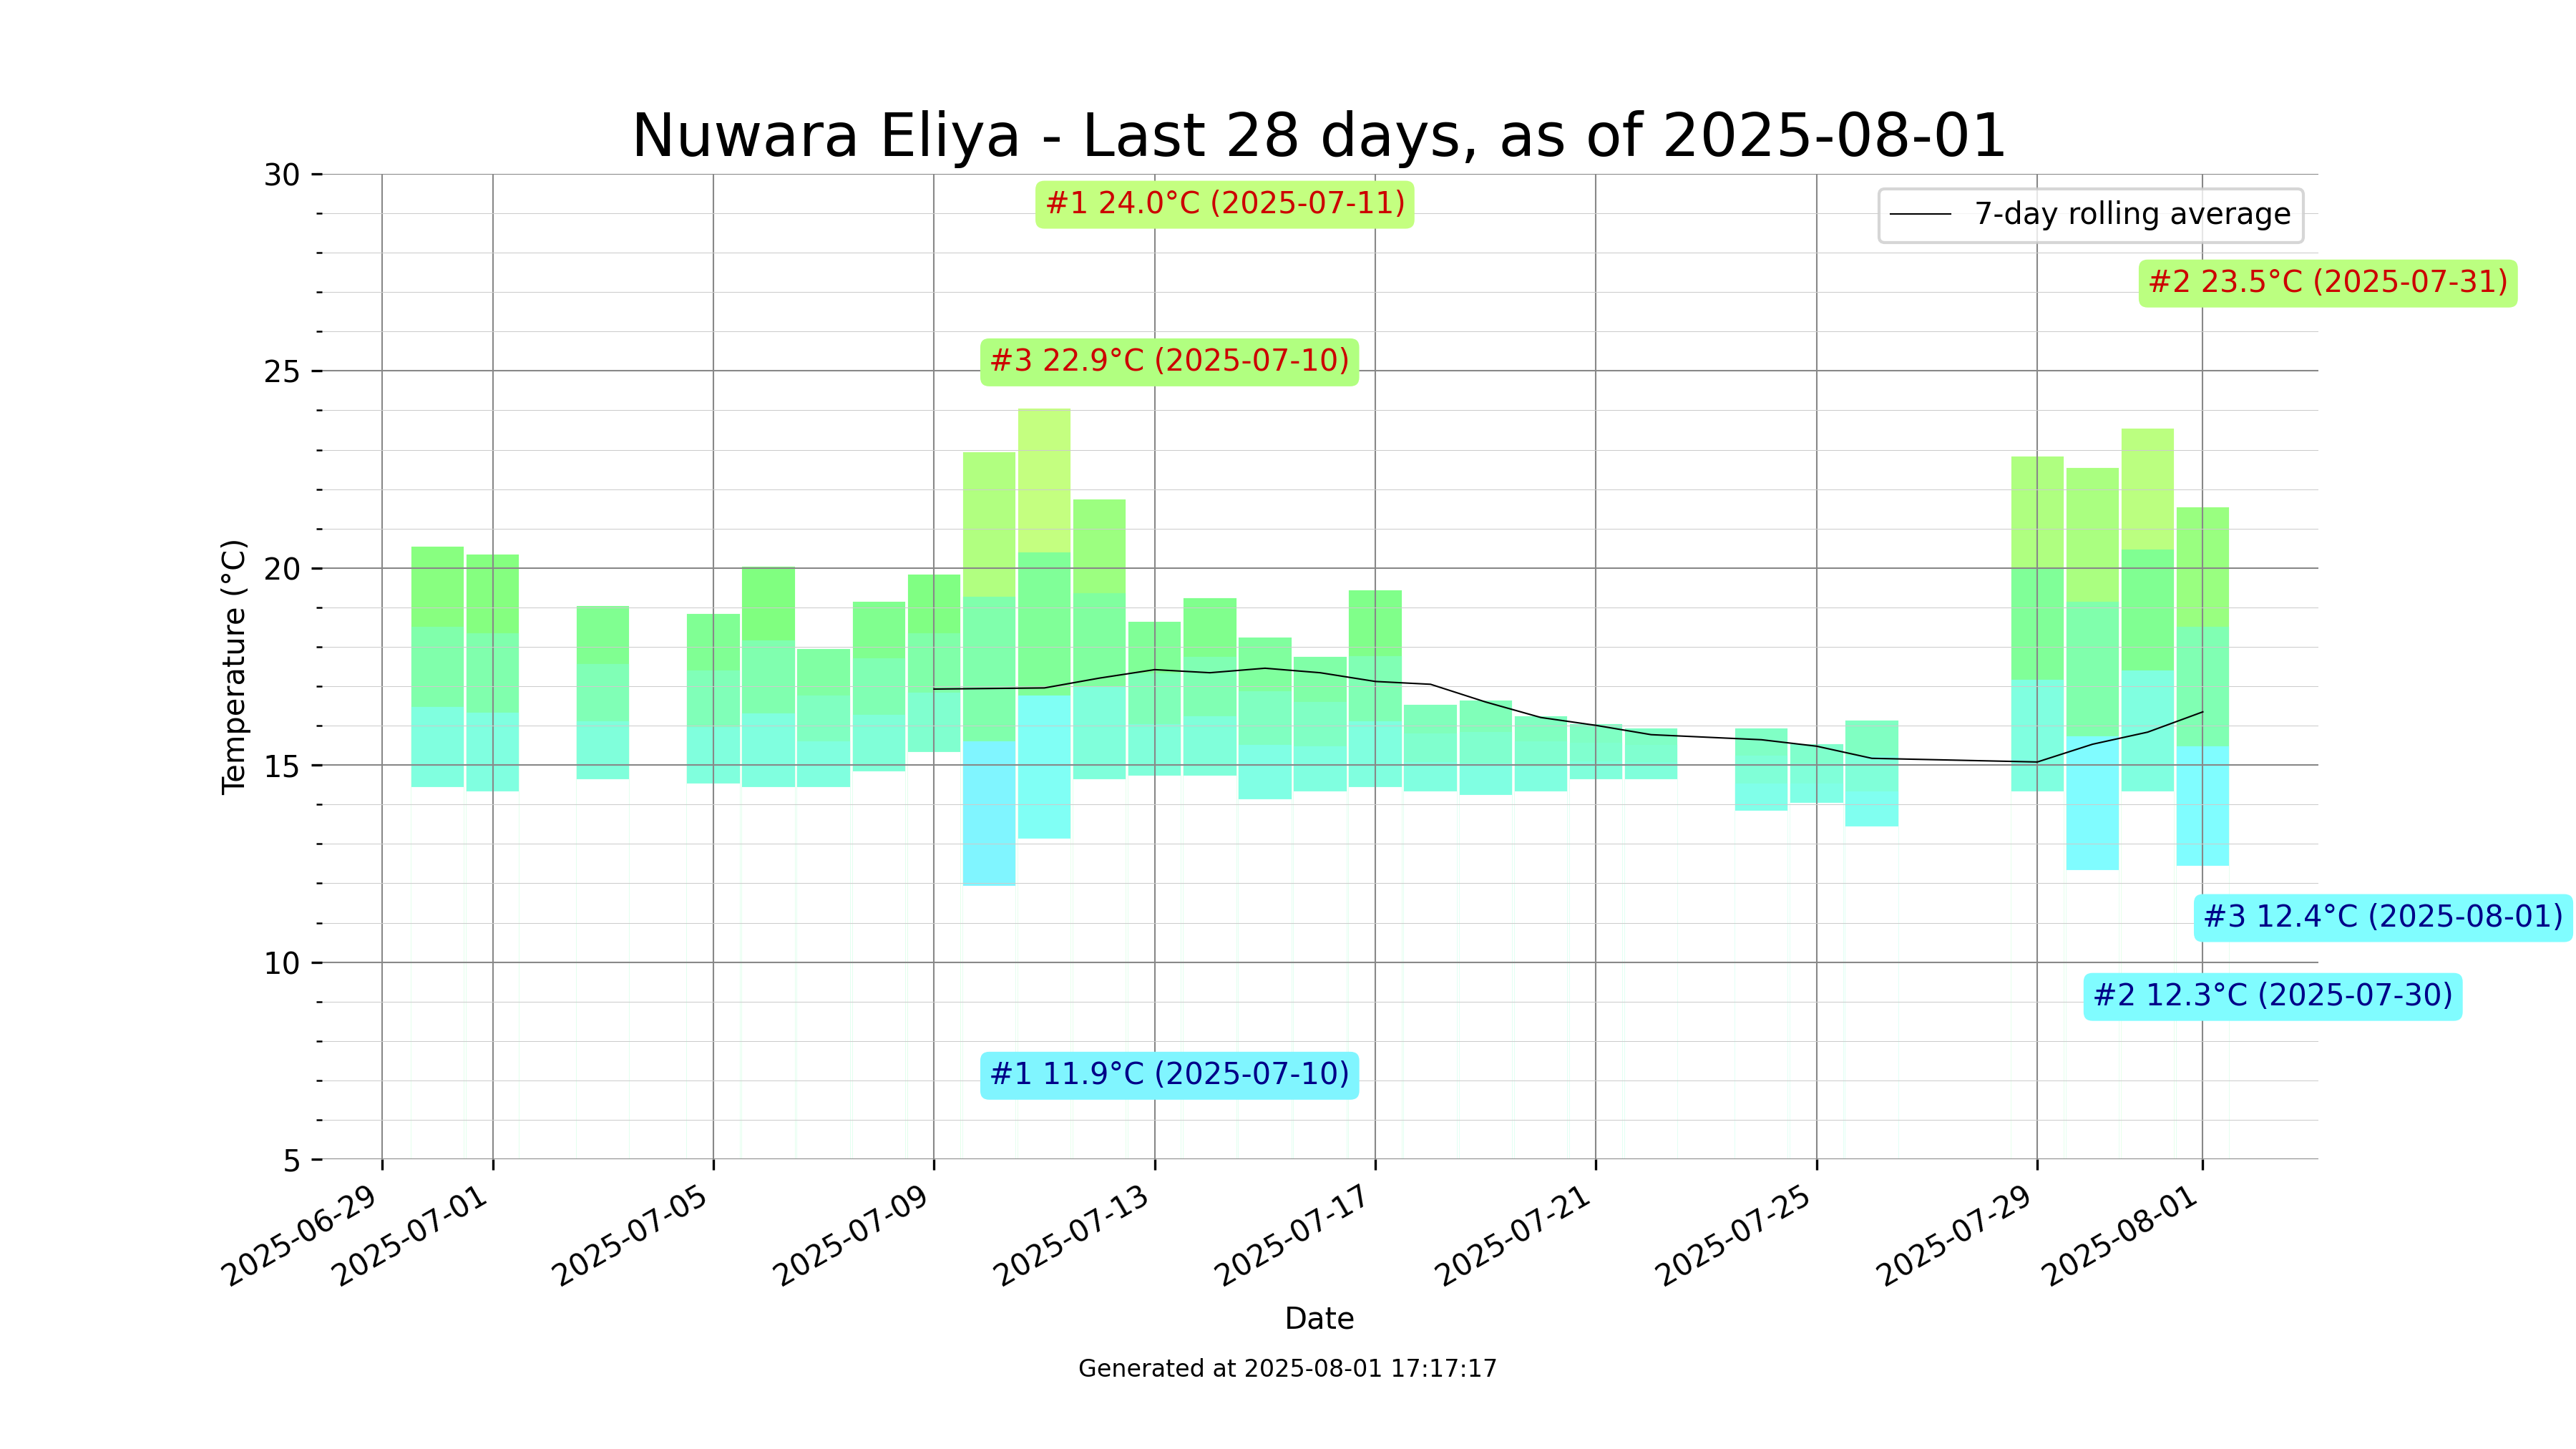 Nuwara Eliya - Last 28 days, as of 2025-08-01
30
25
20
15
10
5
Temperature (°C)
7-day rolling average
#1 24.0°C (2025-07-11)
#2 23.5°C (2025-07-31)
#3 22.9°C (2025-07-10)
#3 12.4°C (2025-08-01)
#2 12.3°C (2025-07-30)
#1 11.9°C (2025-07-10)
2025-06-29
2025-07-01
2025-07-05
2025-07-09
2025-07-13
2025-07-17
2025-07-21
2025-07-25
2025-07-29
2025-08-01
Date
Generated at 2025-08-01 17:17:17